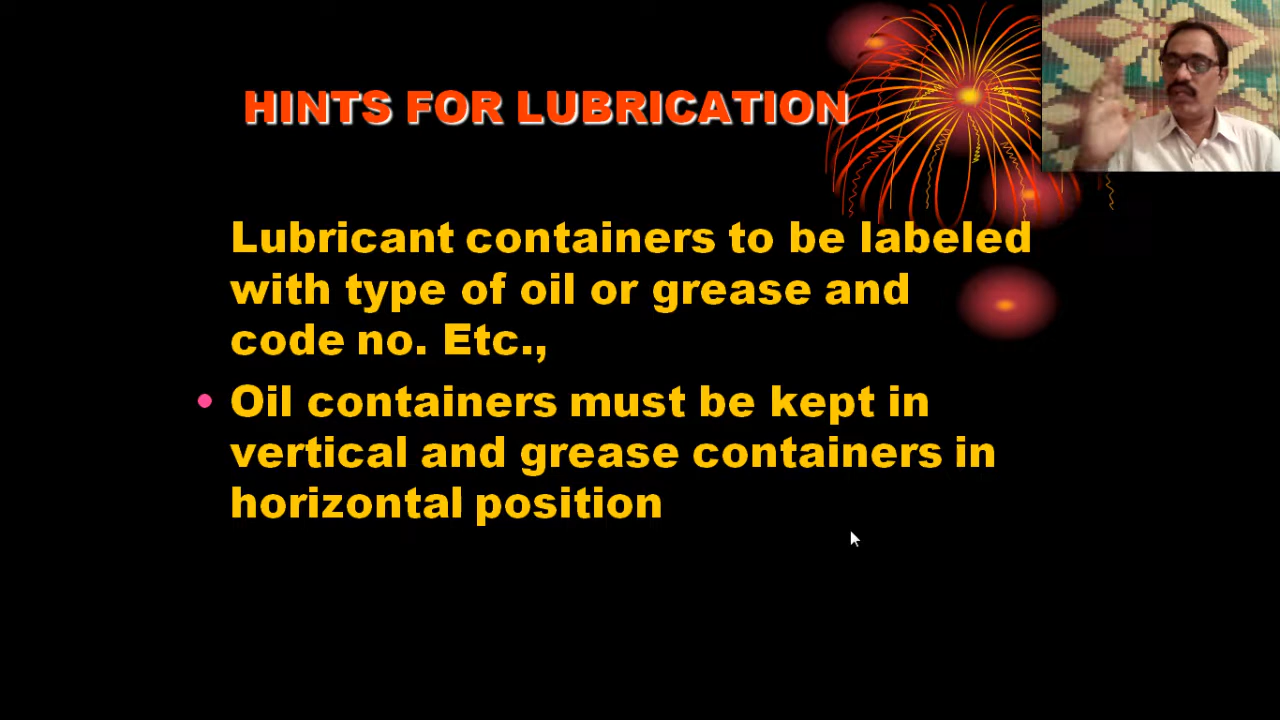 HINTS FOR LUBRICATION
Lubricant containers to be labeled
with type of oil or grease and
code no. Etc.,
• Oil containers must be kept in
vertical and grease containers in
horizontal position